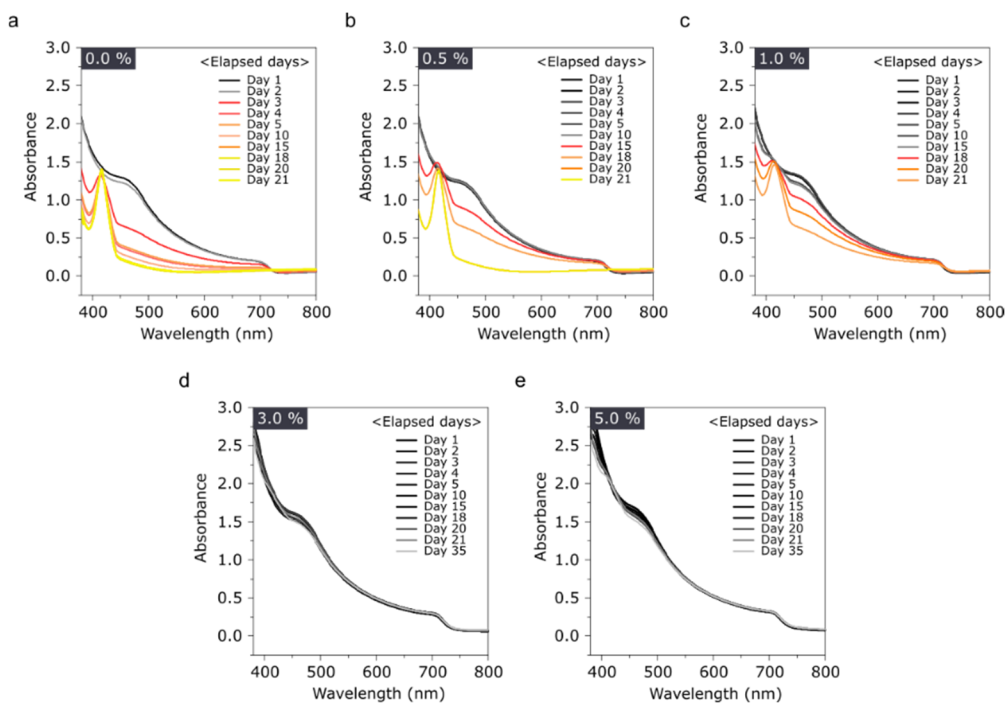 a
0.0 %
<Elapsed days>
Day 1
Day 2
Day 3
Day 4
Day 5
Day 10
Day 15
Day 18
Day 20
Day 21
3.0
2.5
2.0
1.5
1.0
0.5
0.0
Absorbance
400 500 600 700 800
Wavelength (nm)
b
0.5 %
<Elapsed days>
Day 1
Day 2
Day 3
Day 4
Day 5
Day 10
Day 15
Day 18
Day 20
Day 21
3.0
2.5
2.0
1.5
1.0
0.5
0.0
Absorbance
400 500 600 700 800
Wavelength (nm)
c
1.0 %
<Elapsed days>
Day 1
Day 2
Day 3
Day 4
Day 5
Day 10
Day 15
Day 18
Day 20
Day 21
3.0
2.5
2.0
1.5
1.0
0.5
0.0
Absorbance
400 500 600 700 800
Wavelength (nm)
d
3.0 %
<Elapsed days>
Day 1
Day 2
Day 3
Day 4
Day 5
Day 10
Day 15
Day 18
Day 20
Day 21
Day 35
3.0
2.5
2.0
1.5
1.0
0.5
0.0
Absorbance
400 500 600 700 800
Wavelength (nm)
e
5.0 %
<Elapsed days>
Day 1
Day 2
Day 3
Day 4
Day 5
Day 10
Day 15
Day 18
Day 20
Day 21
Day 35
3.0
2.5
2.0
1.5
1.0
0.5
0.0
Absorbance
400 500 600 700 800
Wavelength (nm)